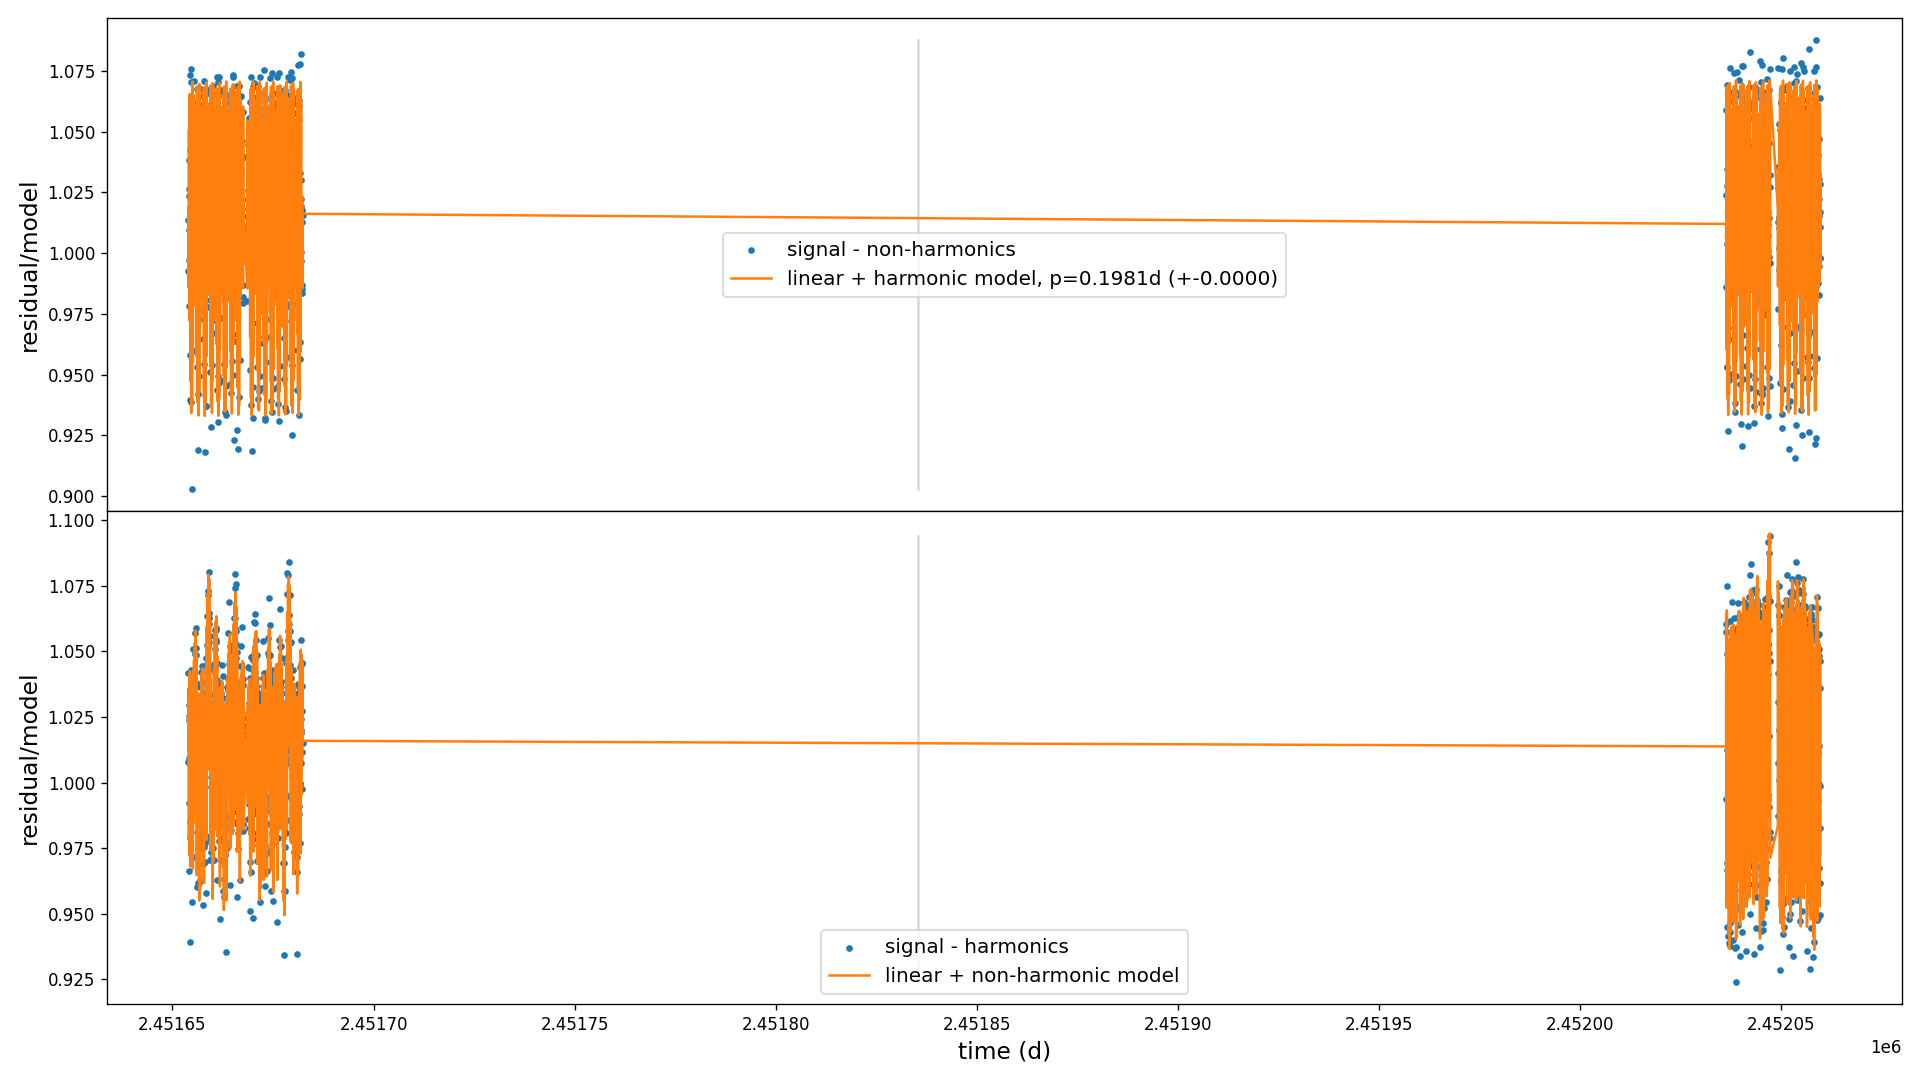 1.075
1.050
1.025
1.000
0.975
0.950
0.925
0.900
residual/model
signal - non-harmonics
linear + harmonic model, p=0.1981d (+-0.0000)
1.100
1.075
1.050
1.025
1.000
0.975
0.950
0.925
residual/model
signal - harmonics
linear + non-harmonic model
2.45165 2.45170 2.45175 2.45180 2.45185 2.45190 2.45195 2.45200 2.45205
time (d)
1e6